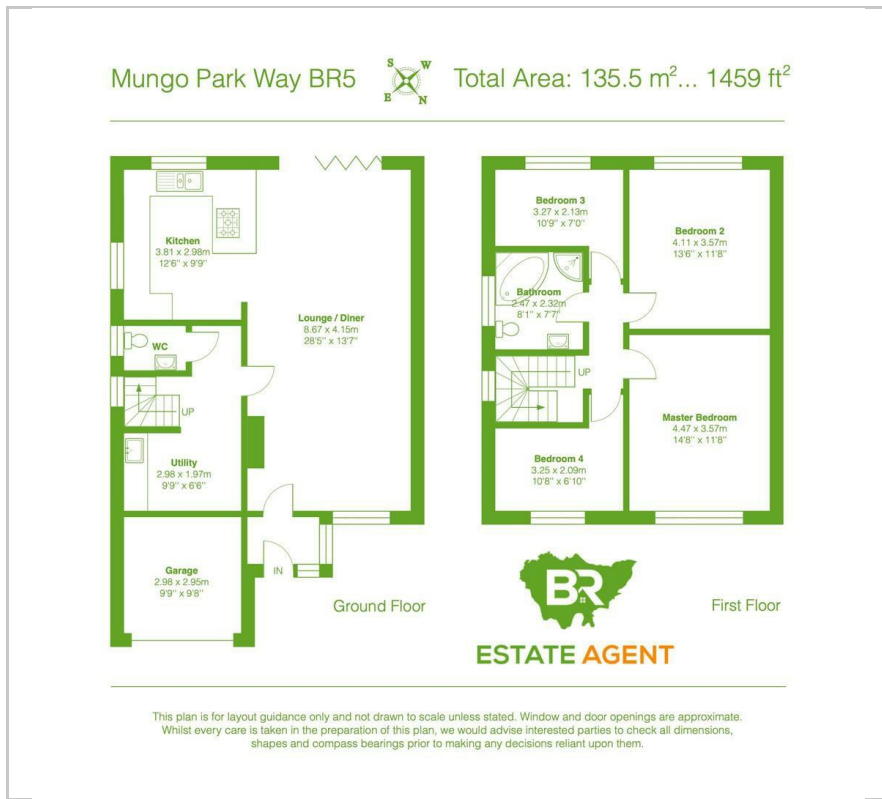 Mungo Park Way BR5
S W
E N
Total Area: 135.5 m²... 1459 ft²
Kitchen
3.81 x 2.98m
12'6" x 9'9"
WC
UP
Utility
2.98 x 1.97m
9'9" x 6'6"
Garage
2.98 x 2.95m
9'9" x 9'8"
Lounge / Diner
8.67 x 4.15m
28'5" x 13'7"
IN
Ground Floor
Bedroom 3
3.27 x 2.13m
10'9" x 7'0"
Bedroom 2
4.11 x 3.57m
13'6" x 11'8"
Bathroom
2.47 x 2.32m
8'1" x 7'7"
UP
Master Bedroom
4.47 x 3.57m
14'8" x 11'8"
Bedroom 4
3.25 x 2.09m
10'8" x 6'10"
First Floor
BR
ESTATE AGENT
This plan is for layout guidance only and not drawn to scale unless stated. Window and door openings are approximate.
Whilst every care is taken in the preparation of this plan, we would advise interested parties to check all dimensions,
shapes and compass bearings prior to making any decisions reliant upon them.